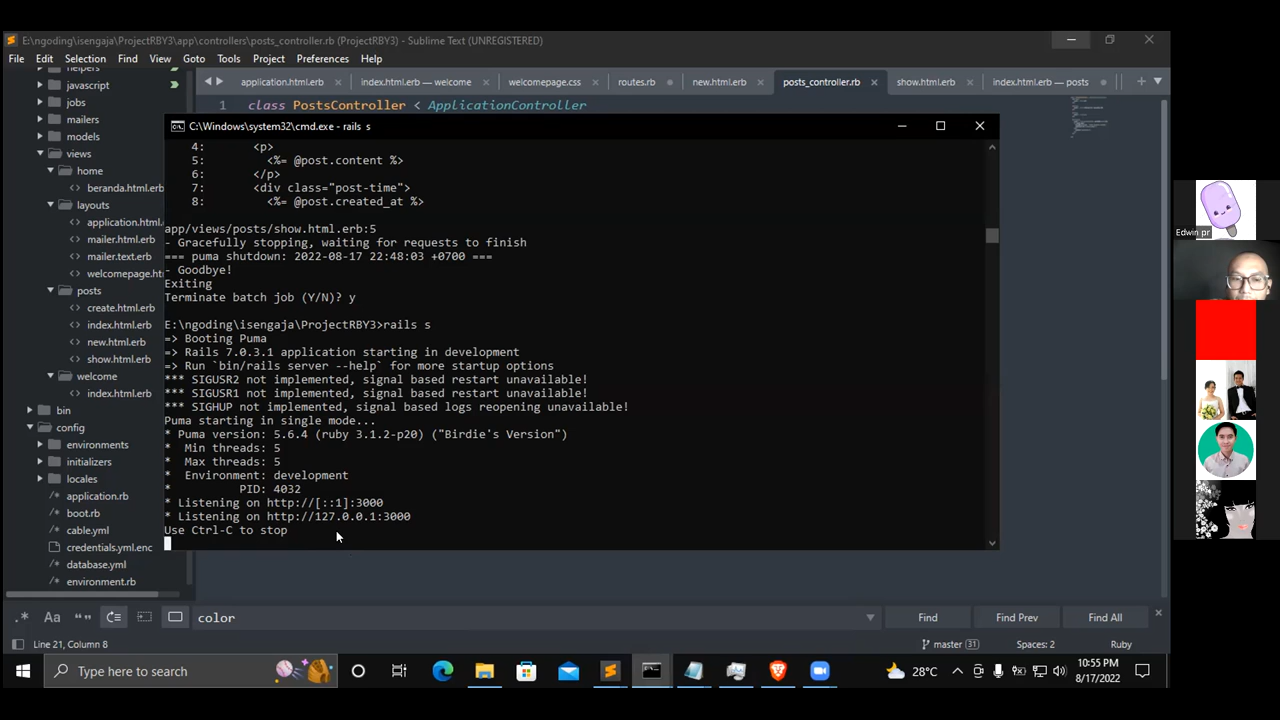 E:\ngoding\isengaja\ProjectRBY3\app\controllers\posts_controller.rb (ProjectRBY3) - Sublime Text (UNREGISTERED)
File Edit Selection Find View Goto Tools Project Preferences Help
helpers
javascript
jobs
mailers
models
views
home
beranda.html.erb
layouts
application.html.
mailer.html.erb
mailer.text.erb
welcomepage.ht
posts
create.html.erb
index.html.erb
new.html.erb
show.html.erb
welcome
index.html.erb
bin
config
environments
initializers
locales
application.rb
boot.rb
cable.yml
credentials.yml.enc
database.yml
environment.rb
application.html.erb
index.html.erb — welcome
welcomepage.css
routes.rb
new.html.erb
posts_controller.rb
show.html.erb
index.html.erb — posts
1 class PostsController < ApplicationController
C:\Windows\system32\cmd.exe - rails s
4: <p>
5: <%= @post.content %>
6: </p>
7: <div class="post-time">
8: <%= @post.created_at %>
app/views/posts/show.html.erb:5
- Gracefully stopping, waiting for requests to finish
=== puma shutdown: 2022-08-17 22:48:03 +0700 ===
- Goodbye!
Exiting
Terminate batch job (Y/N)? y
E:\ngoding\isengaja\ProjectRBY3>rails s
=> Booting Puma
=> Rails 7.0.3.1 application starting in development
=> Run `bin/rails server --help` for more startup options
*** SIGUSR2 not implemented, signal based restart unavailable!
*** SIGUSR1 not implemented, signal based restart unavailable!
*** SIGHUP not implemented, signal based logs reopening unavailable!
Puma starting in single mode...
* Puma version: 5.6.4 (ruby 3.1.2-p20) ("Birdie's Version")
* Min threads: 5
* Max threads: 5
* Environment: development
* PID: 4032
* Listening on http://[::1]:3000
* Listening on http://127.0.0.1:3000
Use Ctrl-C to stop
Edwin pr
.* Aa “”
color
Find
Find Prev
Find All
Line 21, Column 8
master 31
Spaces: 2
Ruby
Type here to search
28°C
10:55 PM
8/17/2022